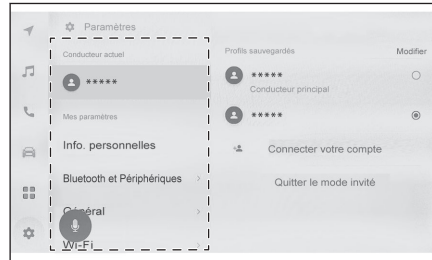 Paramètres
Conducteur actuel
*****
Mes paramètres
Info. personnelles
Bluetooth et Périphériques
Général
Wi-Fi
Profils sauvegardés
Modifier
*****
Conducteur principal
*****
Connecter votre compte
Quitter le mode invité